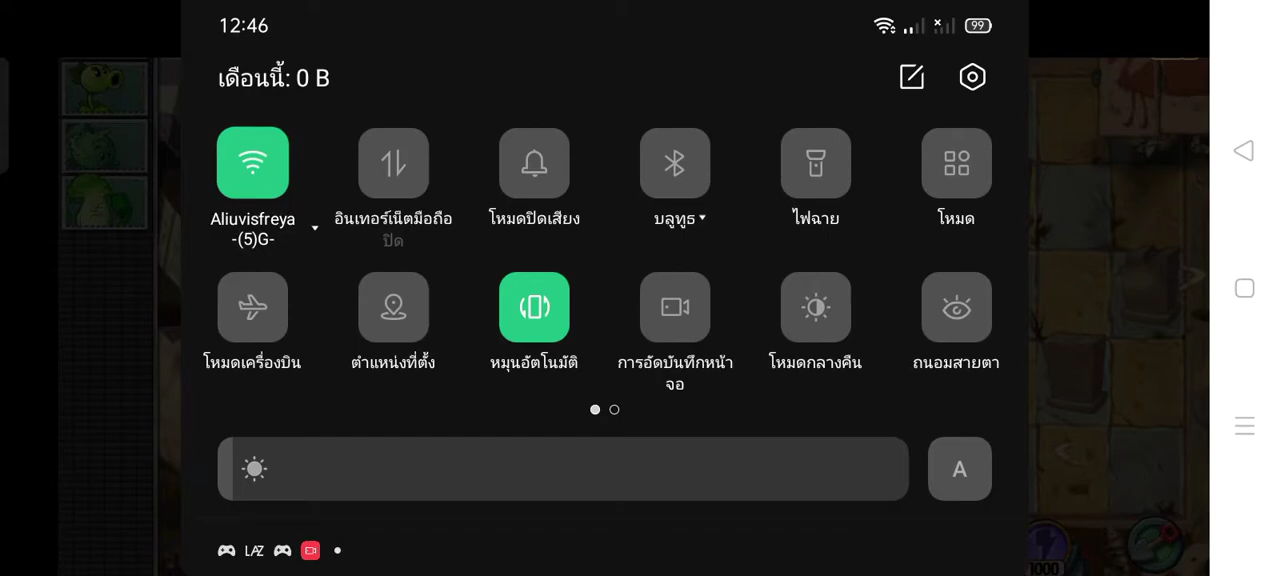 12:46
99
เดือนนี้: 0 B
Aliuvisfreya
-(5)G-
อินเทอร์เน็ตมือถือ
ปิด
โหมดปิดเสียง
บลูทูธ
ไฟฉาย
โหมด
โหมดเครื่องบิน
ตำแหน่งที่ตั้ง
หมุนอัตโนมัติ
การอัดบันทึกหน้า
จอ
โหมดกลางคืน
ถนอมสายตา
A
LAZ
1000